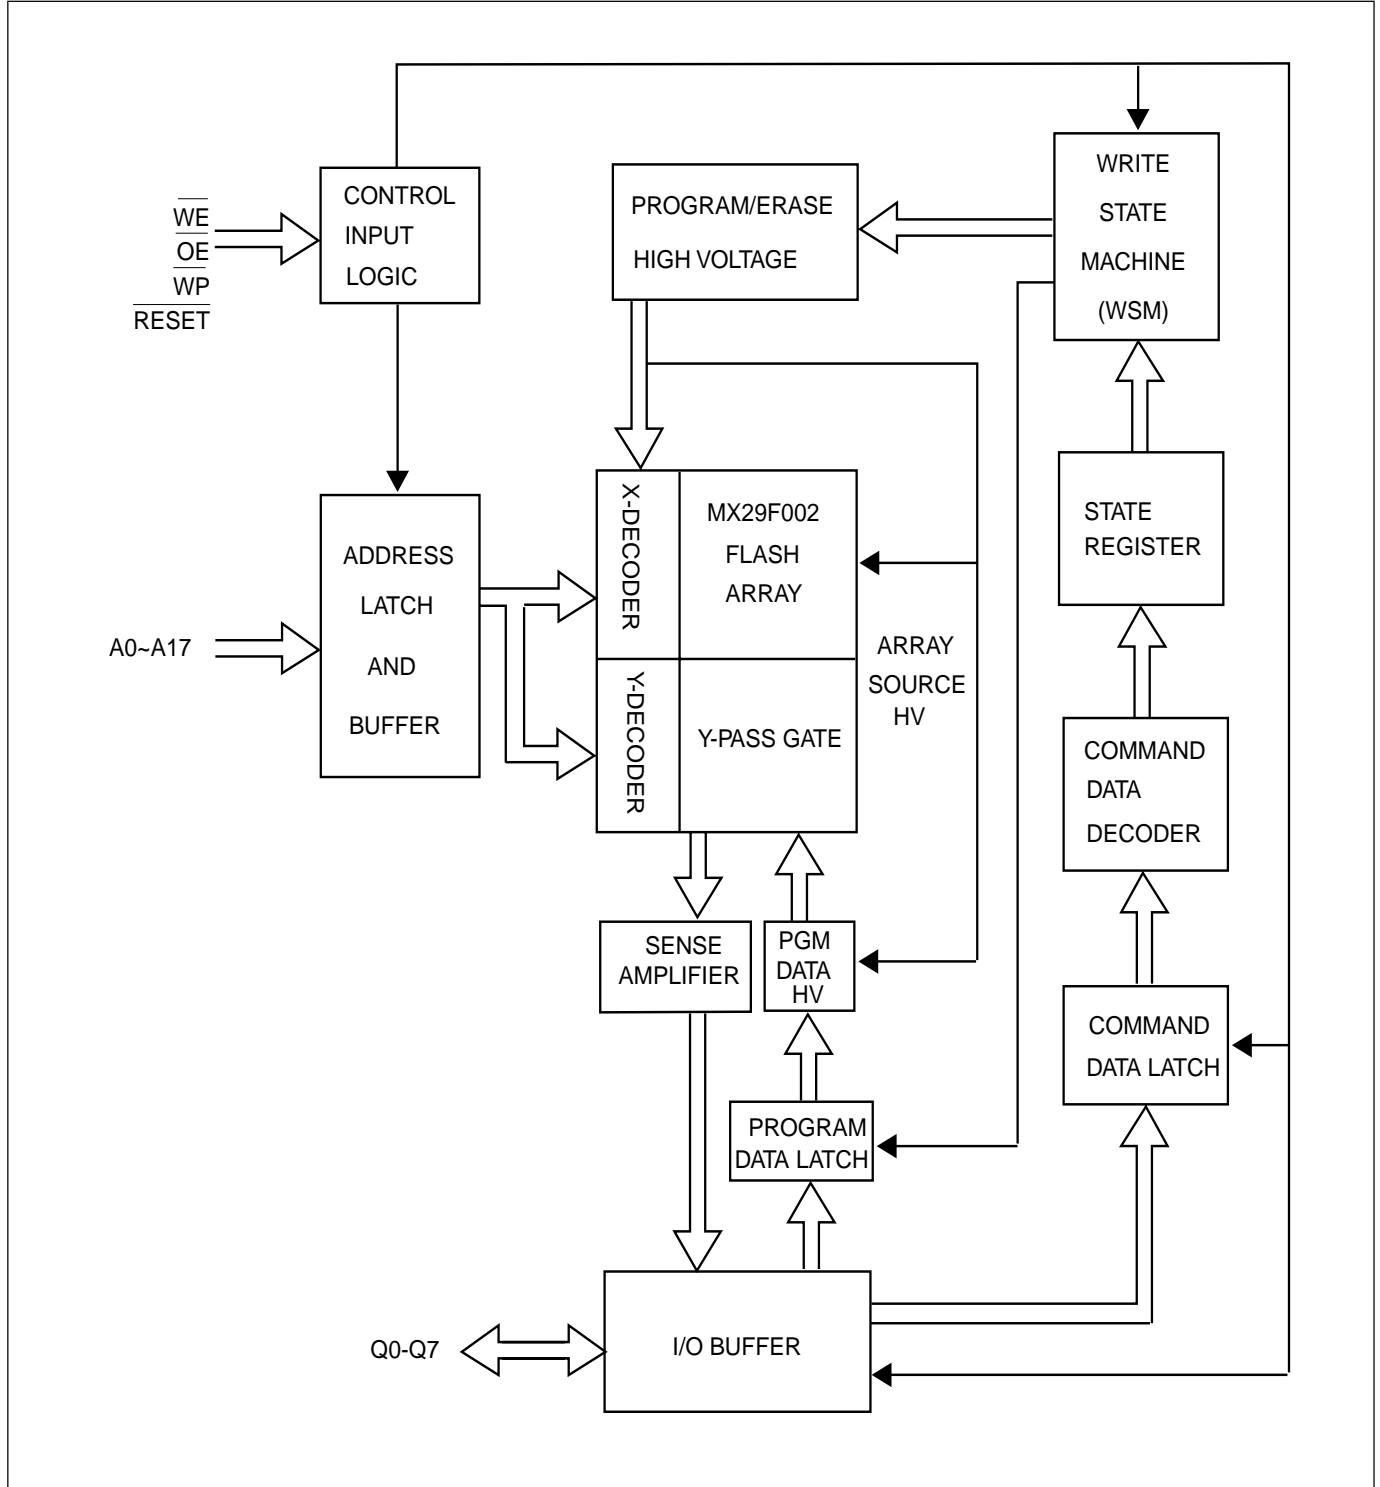 WE
OE
WP
RESET
CONTROL
INPUT
LOGIC
PROGRAM/ERASE
HIGH VOLTAGE
WRITE
STATE
MACHINE
(WSM)
A0~A17
ADDRESS
LATCH
AND
BUFFER
X-DECODER
MX29F002
FLASH
ARRAY
Y-DECODER
Y-PASS GATE
ARRAY
SOURCE
HV
STATE
REGISTER
COMMAND
DATA
DECODER
SENSE
AMPLIFIER
PGM
DATA
HV
COMMAND
DATA LATCH
PROGRAM
DATA LATCH
Q0-Q7
I/O BUFFER